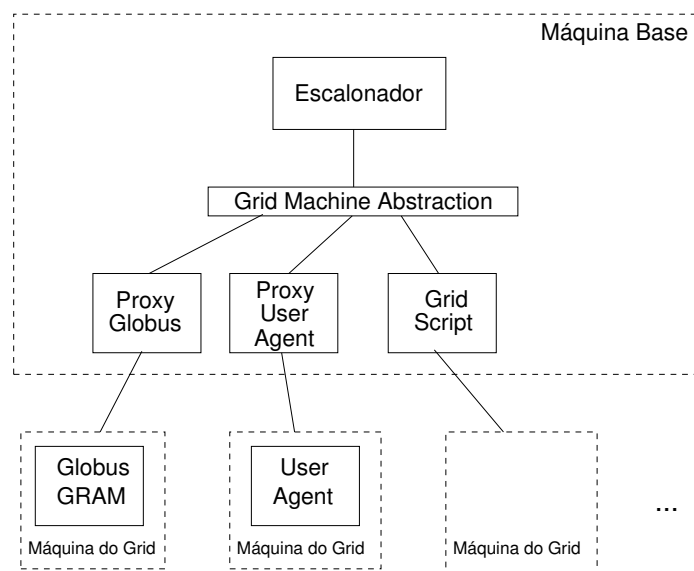 Máquina Base
Escalonador
Grid Machine Abstraction
Proxy
Globus
Proxy
User
Agent
Grid
Script
Globus
GRAM
Máquina do Grid
User
Agent
Máquina do Grid
Máquina do Grid
...